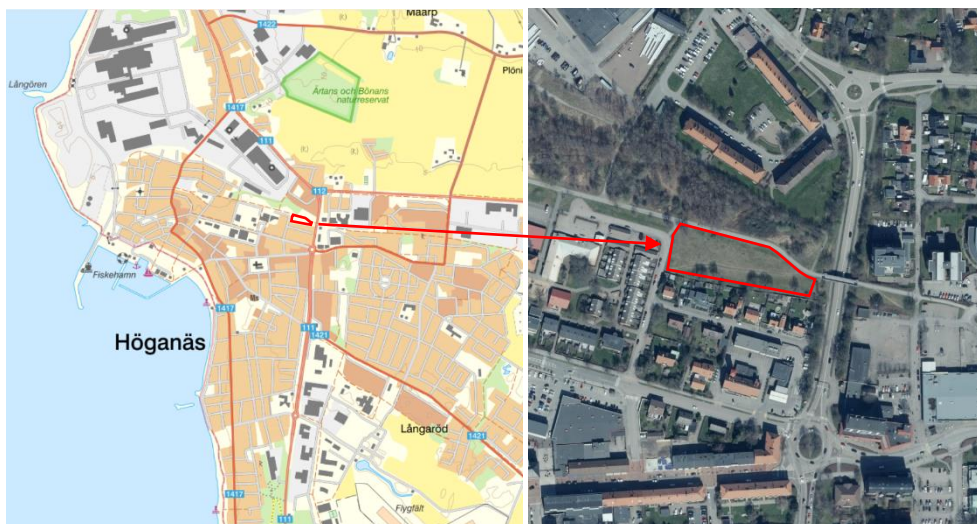 Maarp
1422
Plöni
Långören
Ärtans och Bönans
naturreservat
1417
111
112
Fiskehamn
Höganäs
111
1421
Långaröd
1421
1417
Flygfält
111